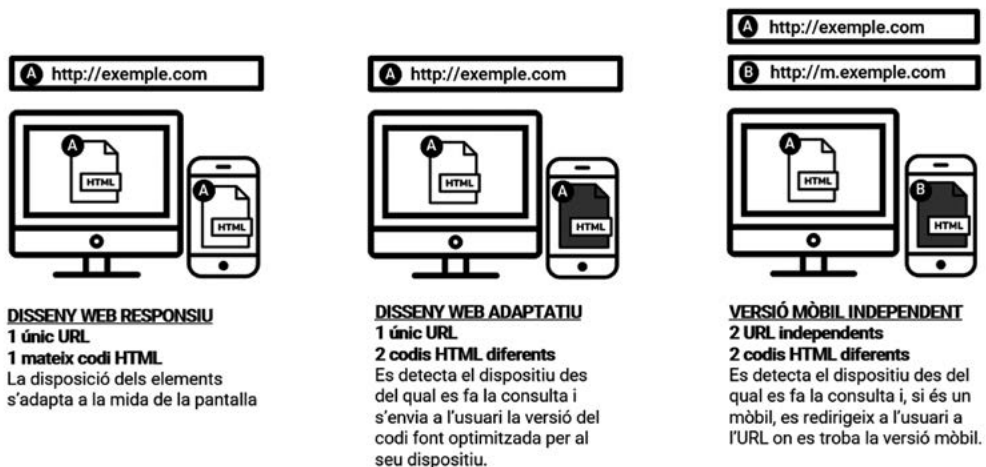 A http://exemple.com
A
HTML
A
HTML
DISSENY WEB RESPONSIU
1 únic URL
1 mateix codi HTML
La disposició dels elements
s'adapta a la mida de la pantalla
A http://exemple.com
A
HTML
A
HTML
DISSENY WEB ADAPTATIU
1 únic URL
2 codis HTML diferents
Es detecta el dispositiu des
del qual es fa la consulta i
s'envia a l'usuari la versió del
codi font optimitzada per al
seu dispositiu.
A http://exemple.com
B http://m.exemple.com
A
HTML
B
HTML
VERSIÓ MÒBIL INDEPENDENT
2 URL independents
2 codis HTML diferents
Es detecta el dispositiu des del
qual es fa la consulta i, si és un
mòbil, es redirigeix a l'usuari a
l'URL on es troba la versió mòbil.